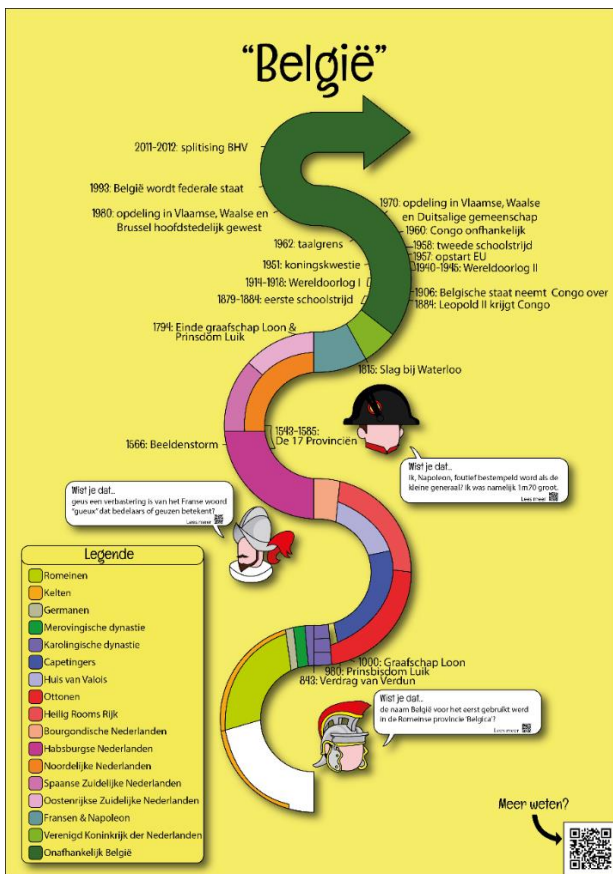 “België”
2011-2012: splitising BHV
1993: België wordt federale staat
1980: opdeling in Vlaamse, Waalse en
Brussel hoofdstedelijk gewest
1970: opdeling in Vlaamse, Waalse
en Duitsalige gemeenschap
1960: Congo onfhankelijk
1962: taalgrens
1958: tweede schoolstrijd
1957: opstart EU
1951: koningskwestie
1940-1945: Wereldoorlog II
1914-1918: Wereldoorlog I
1906: Belgische staat neemt Congo over
1879-1884: eerste schoolstrijd
1884: Leopold II krijgt Congo
1794: Einde graafschap Loon &
Prinsdom Luik
1815: Slag bij Waterloo
1543-1585:
De 17 Provinciën
1566: Beeldenstorm
Wist je dat...
Ik, Napoleon, foutief bestempeld word als de
kleine generaal? Ik was namelijk 1m70 groot.
Lees meer
Wist je dat...
geus een verbastering is van het Franse woord
"gueux" dat bedelaars of geuzen betekent?
Lees meer
Legende
Romeinen
Kelten
Germanen
Merovingische dynastie
Karolingische dynastie
Capetingers
Huis van Valois
Ottonen
Heilig Rooms Rijk
Bourgondische Nederlanden
Habsburgse Nederlanden
Noordelijke Nederlanden
Spaanse Zuidelijke Nederlanden
Oostenrijkse Zuidelijke Nederlanden
Fransen & Napoleon
Verenigd Koninkrijk der Nederlanden
Onafhankelijk België
1000: Graafschap Loon
980: Prinsbisdom Luik
843: Verdrag van Verdun
Wist je dat...
de naam België voor het eerst gebruikt werd
in de Romeinse provincie 'Belgica'?
Lees meer
Meer weten?